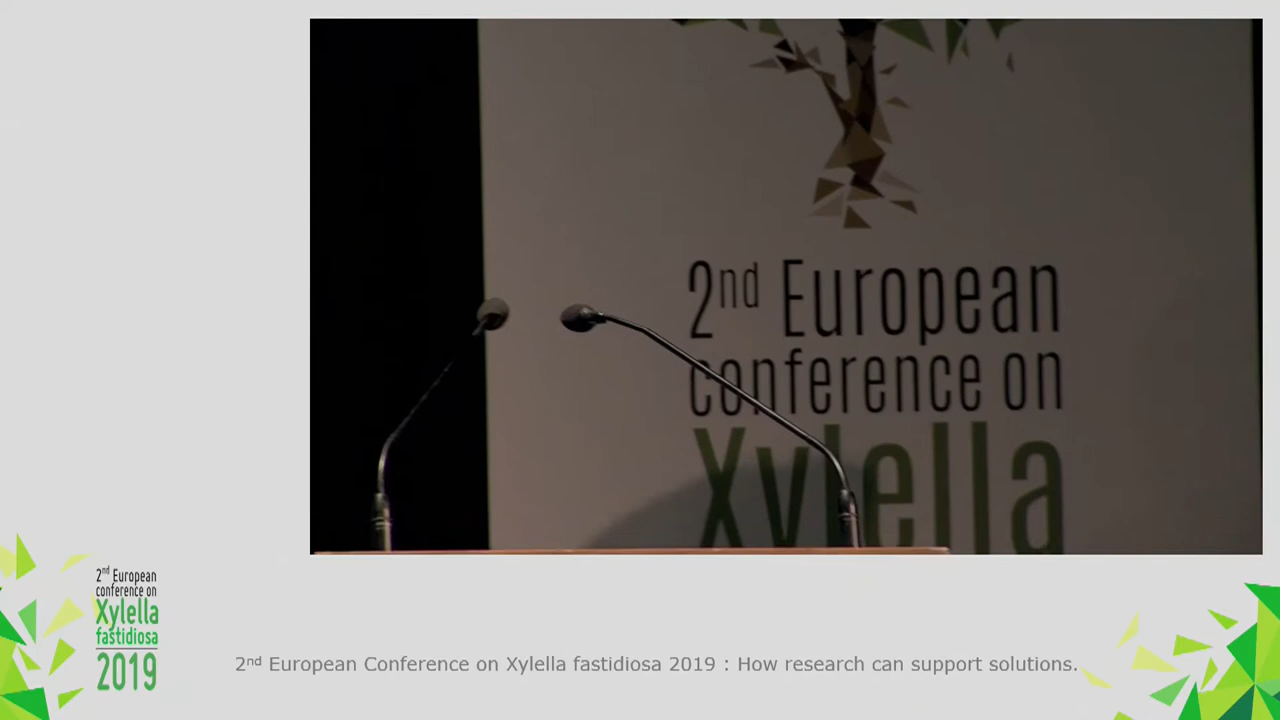 2nd European
conference on
Xylella
2nd European
conference on
Xylella
fastidiosa
2019
2nd European Conference on Xylella fastidiosa 2019 : How research can support solutions.